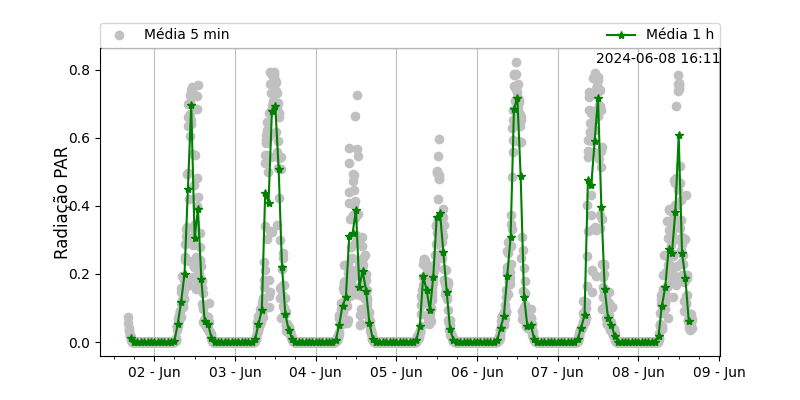 Média 5 min
Média 1 h
2024-06-08 16:11
Radiação PAR
0.8
0.6
0.4
0.2
0.0
02 - Jun
03 - Jun
04 - Jun
05 - Jun
06 - Jun
07 - Jun
08 - Jun
09 - Jun